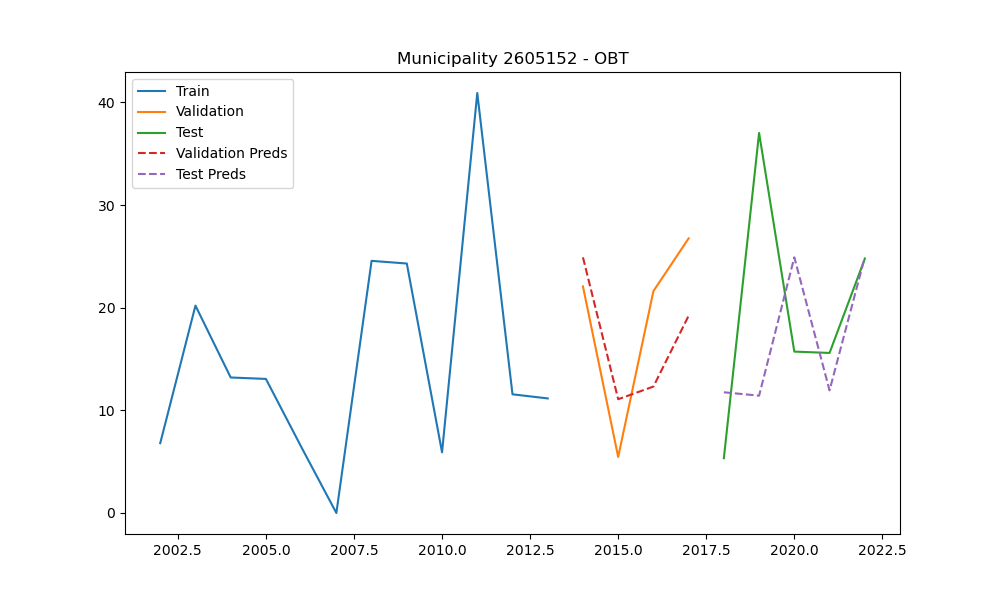 Municipality 2605152 - OBT
Train
Validation
Test
Validation Preds
Test Preds
40
30
20
10
0
2002.5 2005.0 2007.5 2010.0 2012.5 2015.0 2017.5 2020.0 2022.5